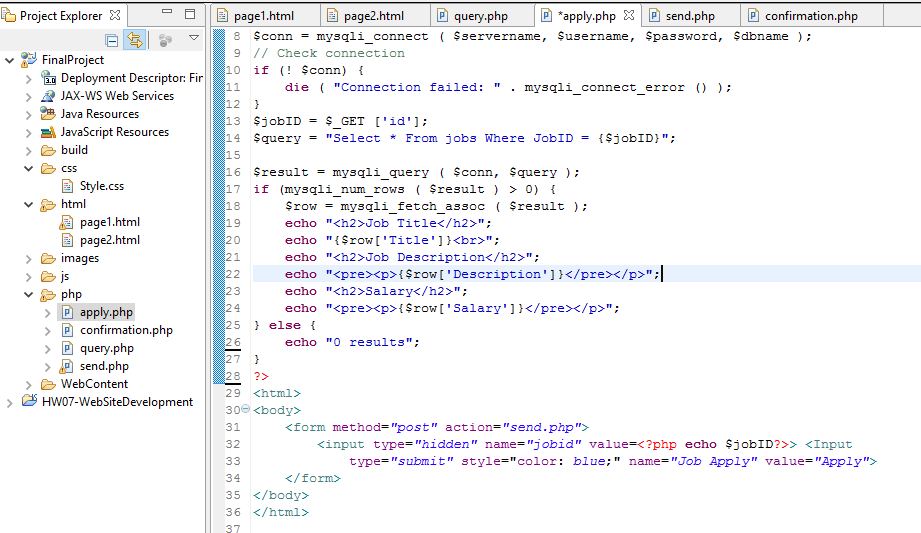 Project Explorer
page1.html
page2.html
query.php
*apply.php
send.php
confirmation.php
FinalProject
Deployment Descriptor: Fir
JAX-WS Web Services
Java Resources
JavaScript Resources
build
css
Style.css
html
page1.html
page2.html
images
js
php
apply.php
confirmation.php
query.php
send.php
WebContent
HW07-WebSiteDevelopment
8 $conn = mysqli_connect ( $servername, $username, $password, $dbname );
9 // Check connection
10 if (! $conn) {
11 die ( "Connection failed: " . mysqli_connect_error () );
12 }
13 $jobID = $_GET ['id'];
14 $query = "Select * From jobs Where JobID = {$jobID}";
15
16 $result = mysqli_query ( $conn, $query );
17 if (mysqli_num_rows ( $result ) > 0) {
18 $row = mysqli_fetch_assoc ( $result );
19 echo "<h2>Job Title</h2>";
20 echo "{$row['Title']}<br>";
21 echo "<h2>Job Description</h2>";
22 echo "<pre><p>{$row['Description']}</pre></p>";
23 echo "<h2>Salary</h2>";
24 echo "<pre><p>{$row['Salary']}</pre></p>";
25 } else {
26 echo "0 results";
27 }
28 ?>
29 <html>
30 <body>
31 <form method="post" action="send.php">
32 <input type="hidden" name="jobid" value=<?php echo $jobID?>> <Input
33 type="submit" style="color: blue;" name="Job Apply" value="Apply">
34 </form>
35 </body>
36 </html>
37